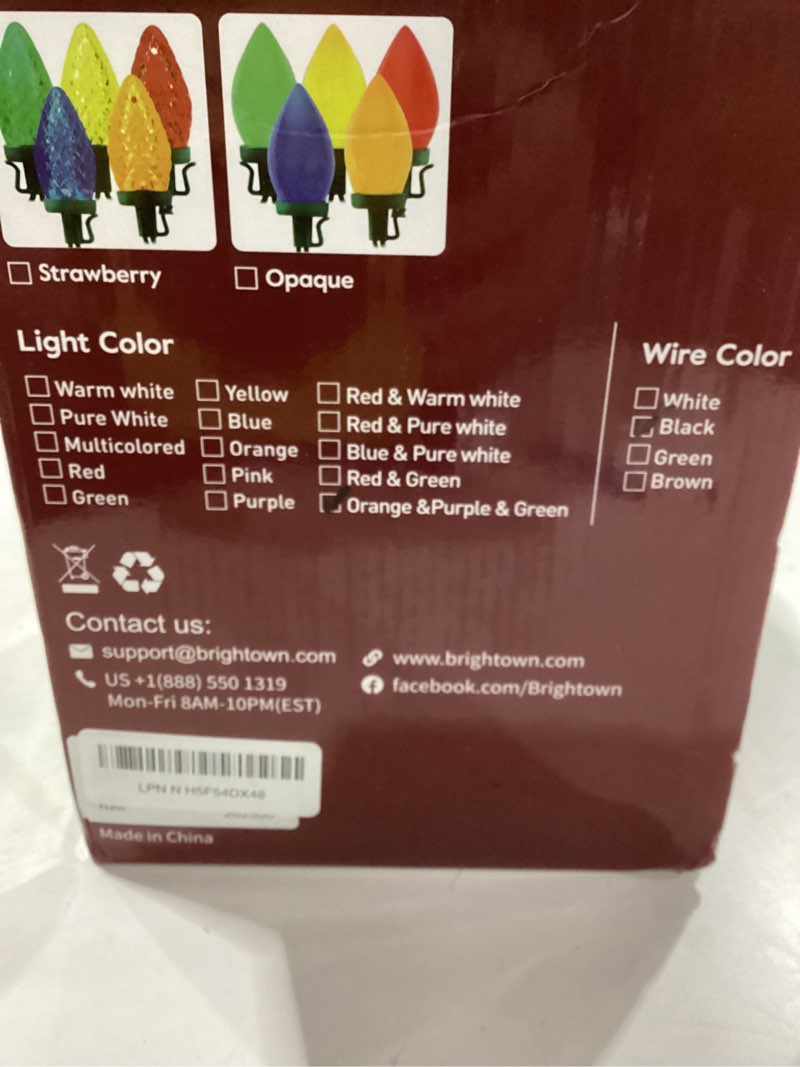 Strawberry
Opaque
Light Color
Warm white
Pure White
Multicolored
Red
Green
Yellow
Blue
Orange
Pink
Purple
Red & Warm white
Red & Pure white
Blue & Pure white
Red & Green
Orange &Purple & Green
Wire Color
White
Black
Green
Brown
Contact us:
support@brightown.com
www.brightown.com
US +1(888) 550 1319
facebook.com/Brightown
Mon-Fri 8AM-10PM(EST)
LPN N H5F54DX48
New
Made in China